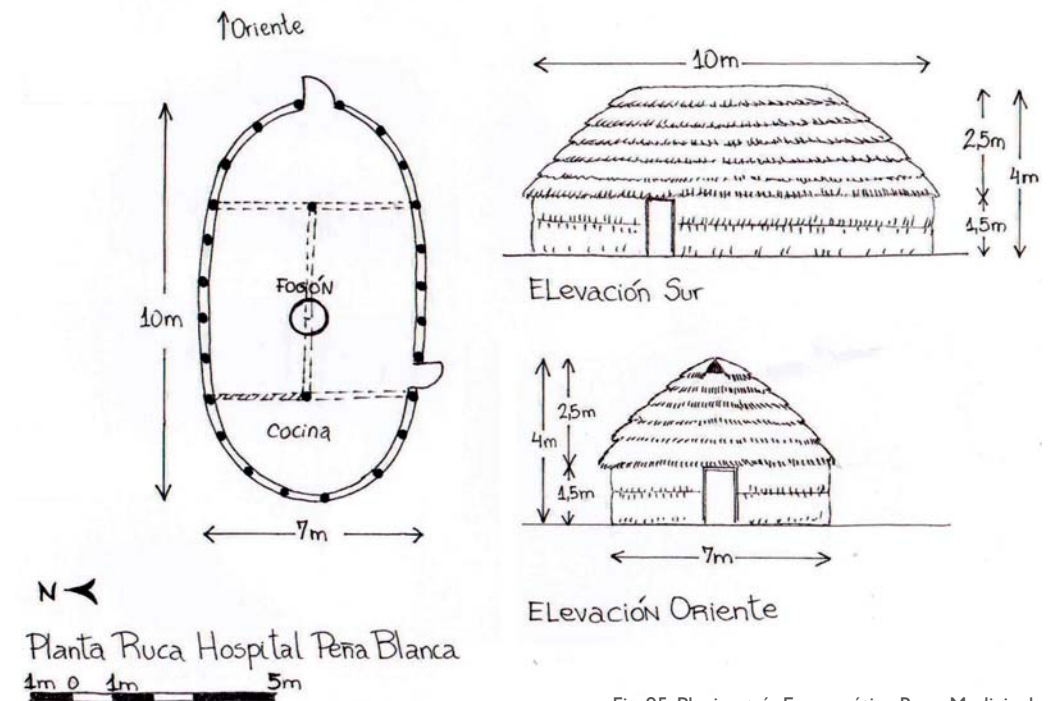 ↑Oriente
10m
FOGÓN
Cocina
7m
N
Planta Ruca Hospital Peña Blanca
1m 0 1m 5m
10m
2,5m
4m
1,5m
ELevación Sur
2,5m
4m
1,5m
7m
ELevación Oriente